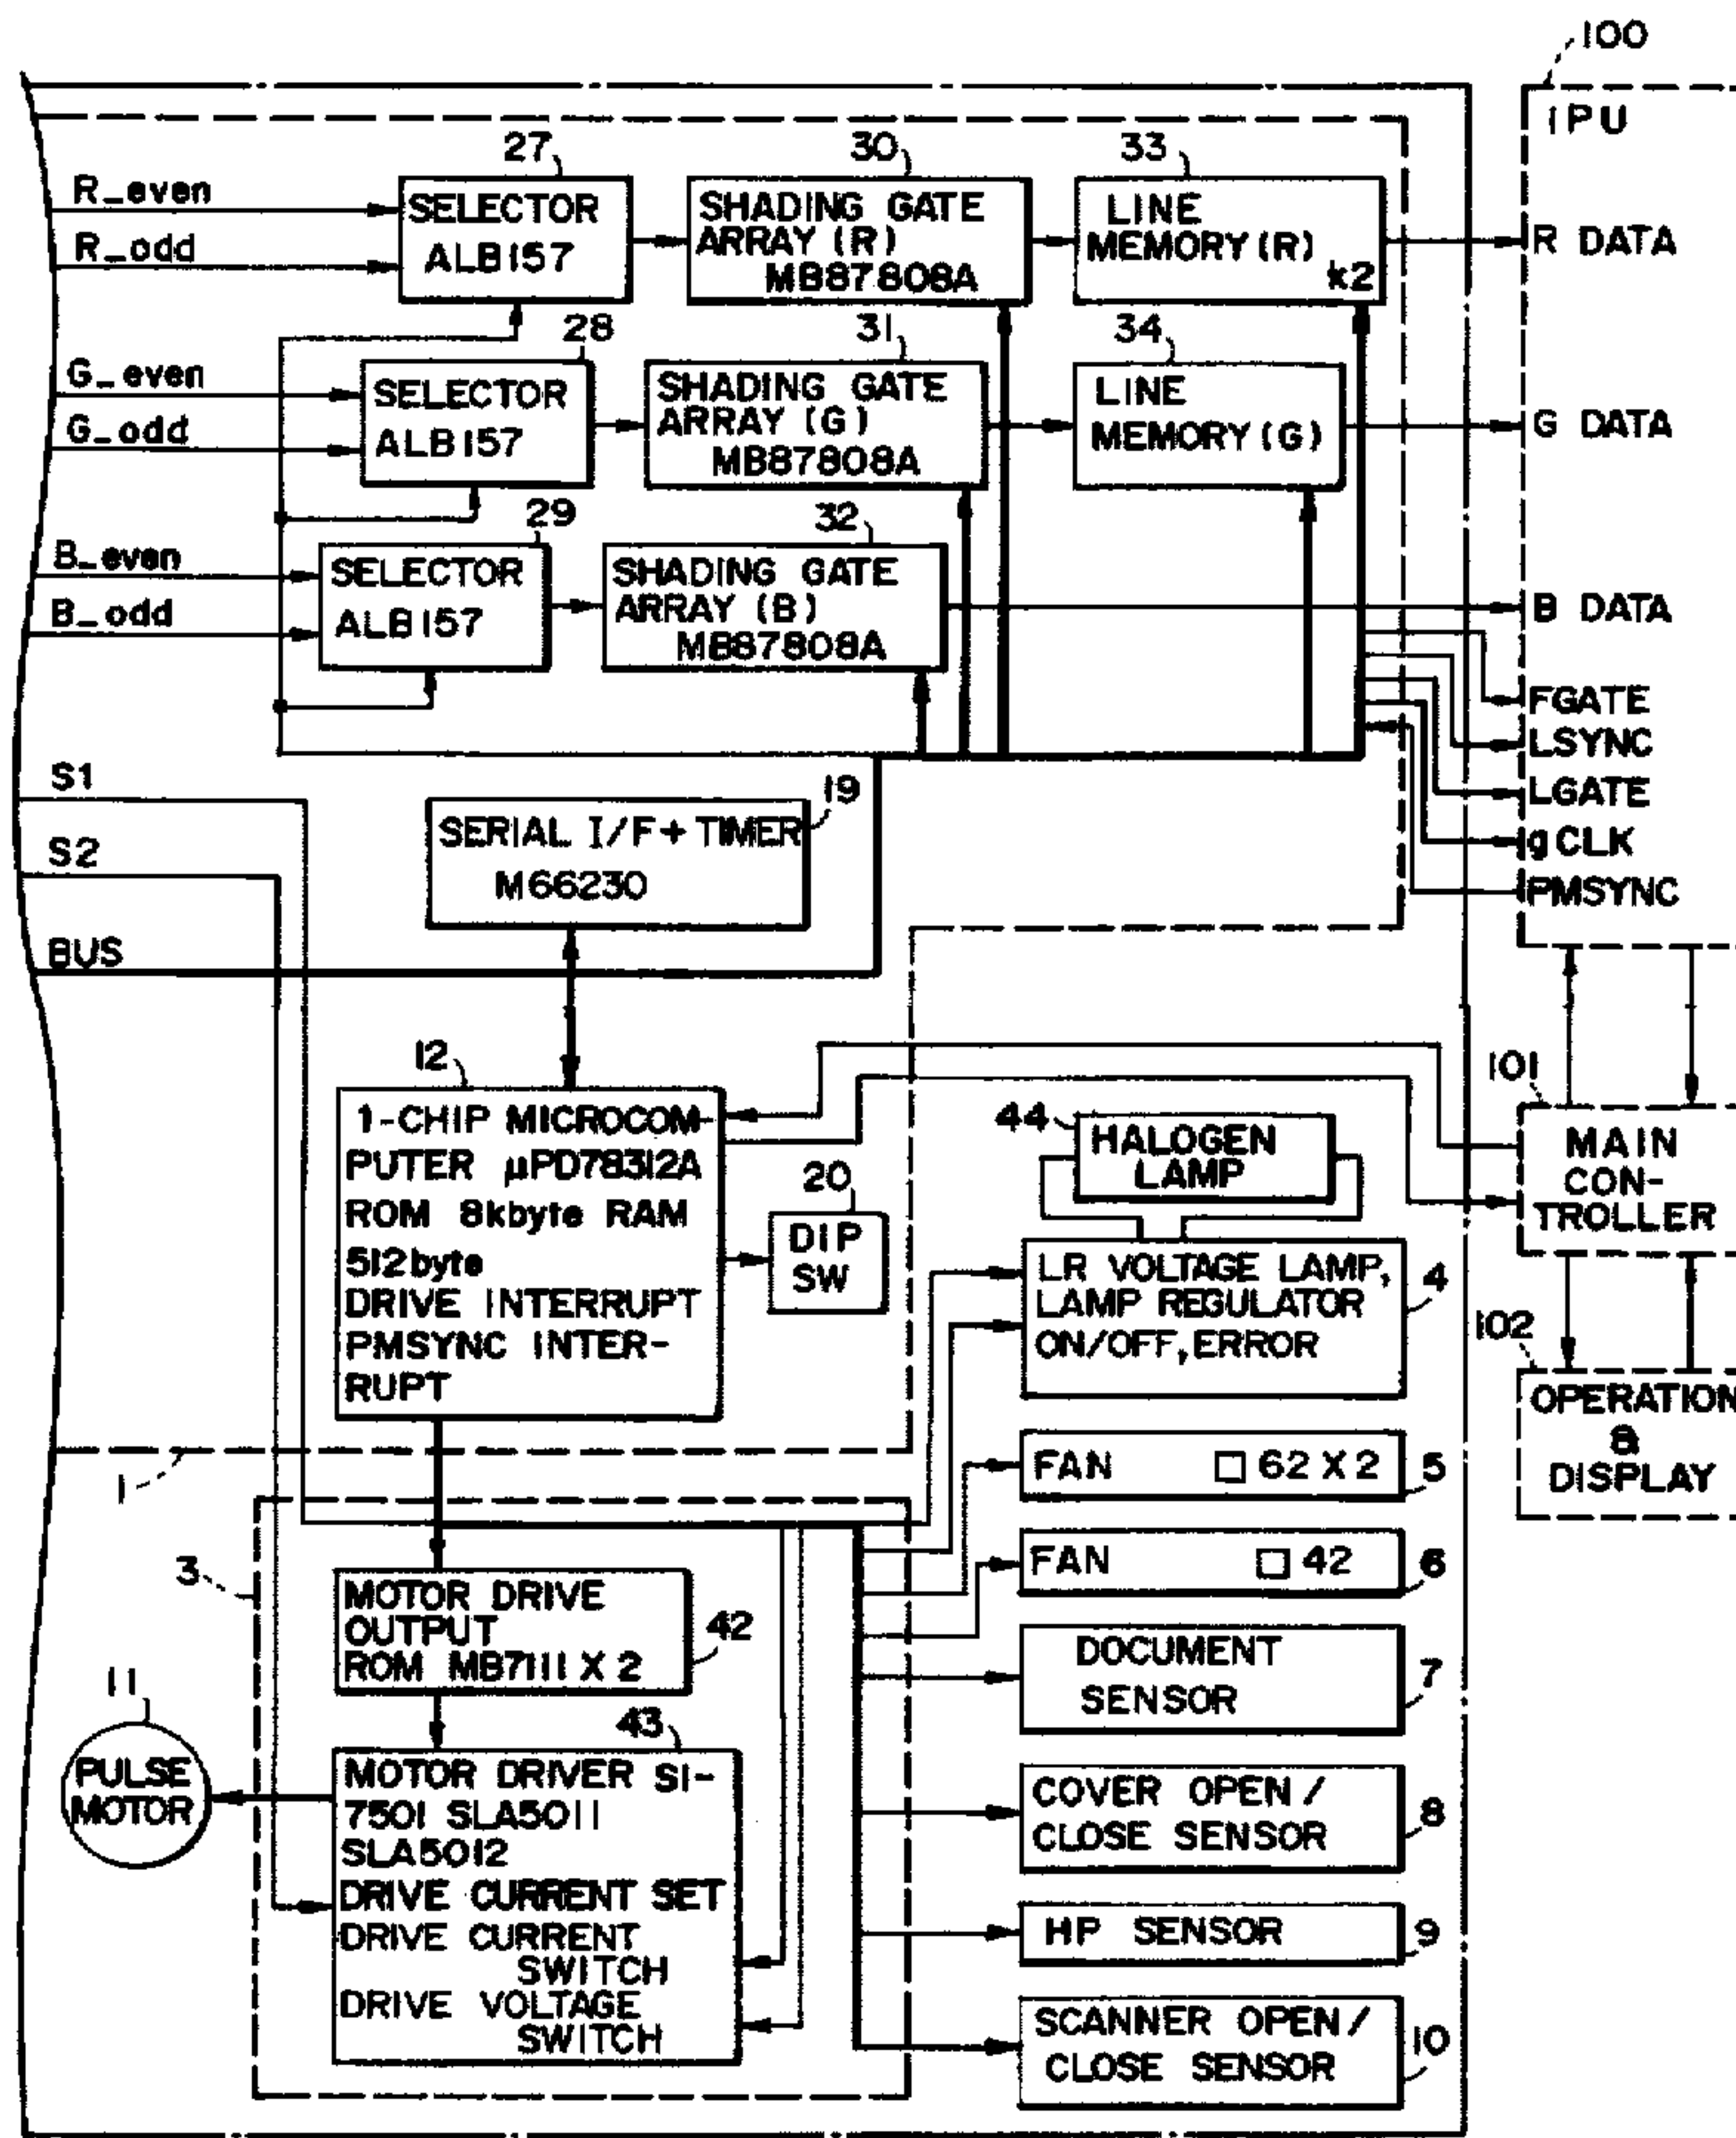 100
IPU
27
30
33
R_even
R_odd
SELECTOR
ALB157
SHADING GATE
ARRAY (R)
MB87808A
LINE
MEMORY (R)
k2
R DATA
28
31
34
G_even
G_odd
SELECTOR
ALB157
SHADING GATE
ARRAY (G)
MB87808A
LINE
MEMORY (G)
G DATA
29
32
B_even
B_odd
SELECTOR
ALB157
SHADING GATE
ARRAY (B)
MB87808A
B DATA
FGATE
LSYNC
LGATE
gCLK
PMSYNC
S1
S2
BUS
19
SERIAL I/F + TIMER
M66230
12
1-CHIP MICROCOM-
PUTER μPD78312A
ROM 8kbyte RAM
512byte
DRIVE INTERRUPT
PMSYNC INTER-
RUPT
20
DIP
SW
44
HALOGEN
LAMP
101
MAIN
CON-
TROLLER
LR VOLTAGE LAMP,
LAMP REGULATOR
ON/OFF, ERROR
4
102
OPERATION
&
DISPLAY
1
FAN □ 62 X 2
5
FAN □ 42
6
3
MOTOR DRIVE
OUTPUT
ROM MB7111 X 2
42
DOCUMENT
SENSOR
7
11
PULSE
MOTOR
43
MOTOR DRIVER SI-
7501 SLA5011
SLA5012
DRIVE CURRENT SET
DRIVE CURRENT
SWITCH
DRIVE VOLTAGE
SWITCH
COVER OPEN /
CLOSE SENSOR
8
HP SENSOR
9
SCANNER OPEN /
CLOSE SENSOR
10